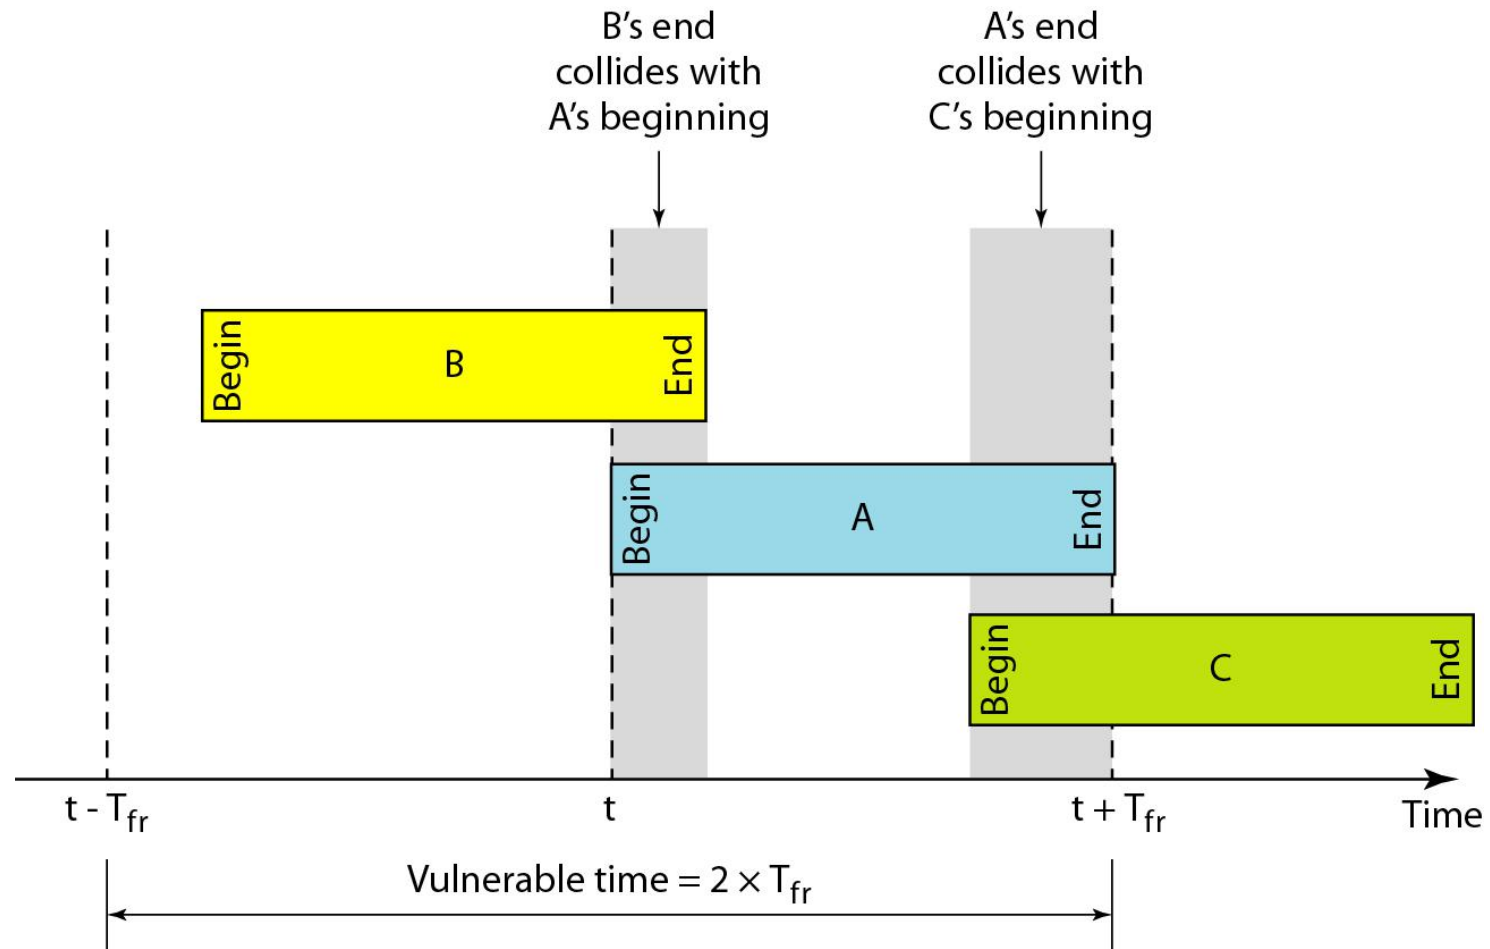 B's end
collides with
A's beginning
A's end
collides with
C's beginning
Begin
B
End
Begin
A
End
Begin
C
End
t - Tfr
t
t + Tfr
Time
Vulnerable time = 2 × Tfr